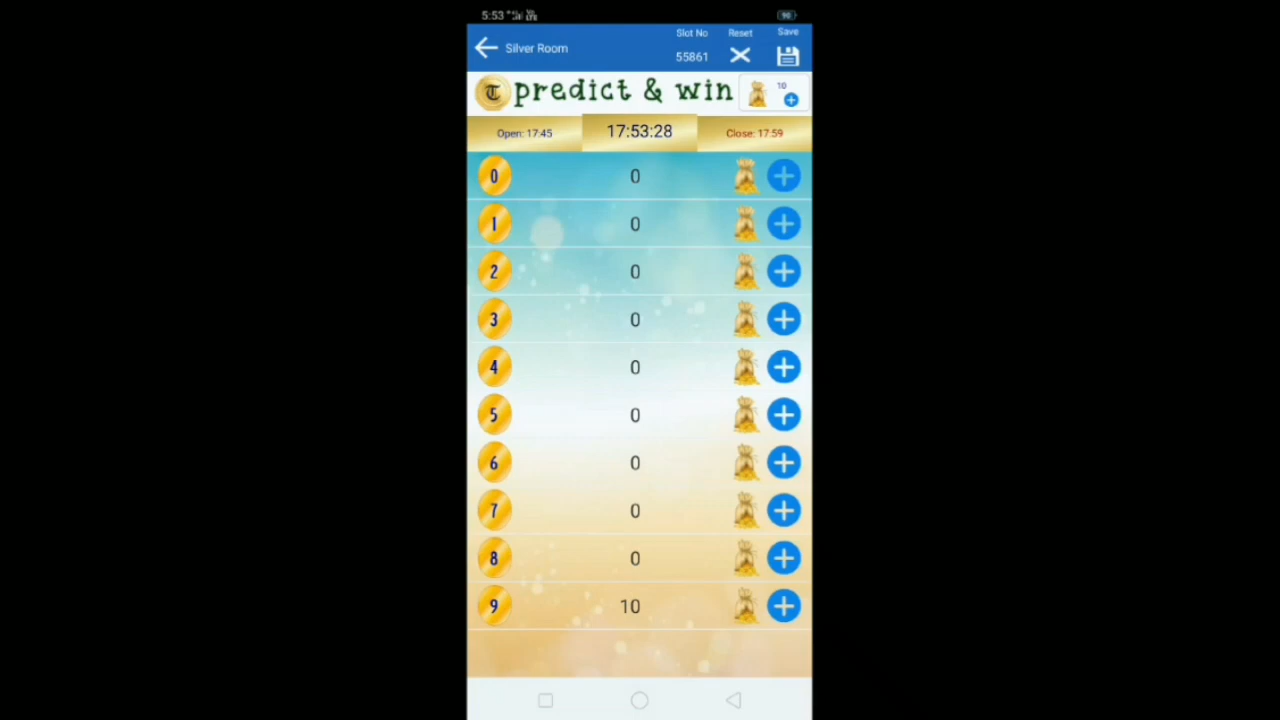 5:53
90
Silver Room
Slot No
55861
Reset
Save
predict & win
10
Open: 17:45
17:53:28
Close: 17:59
0 0
1 0
2 0
3 0
4 0
5 0
6 0
7 0
8 0
9 10